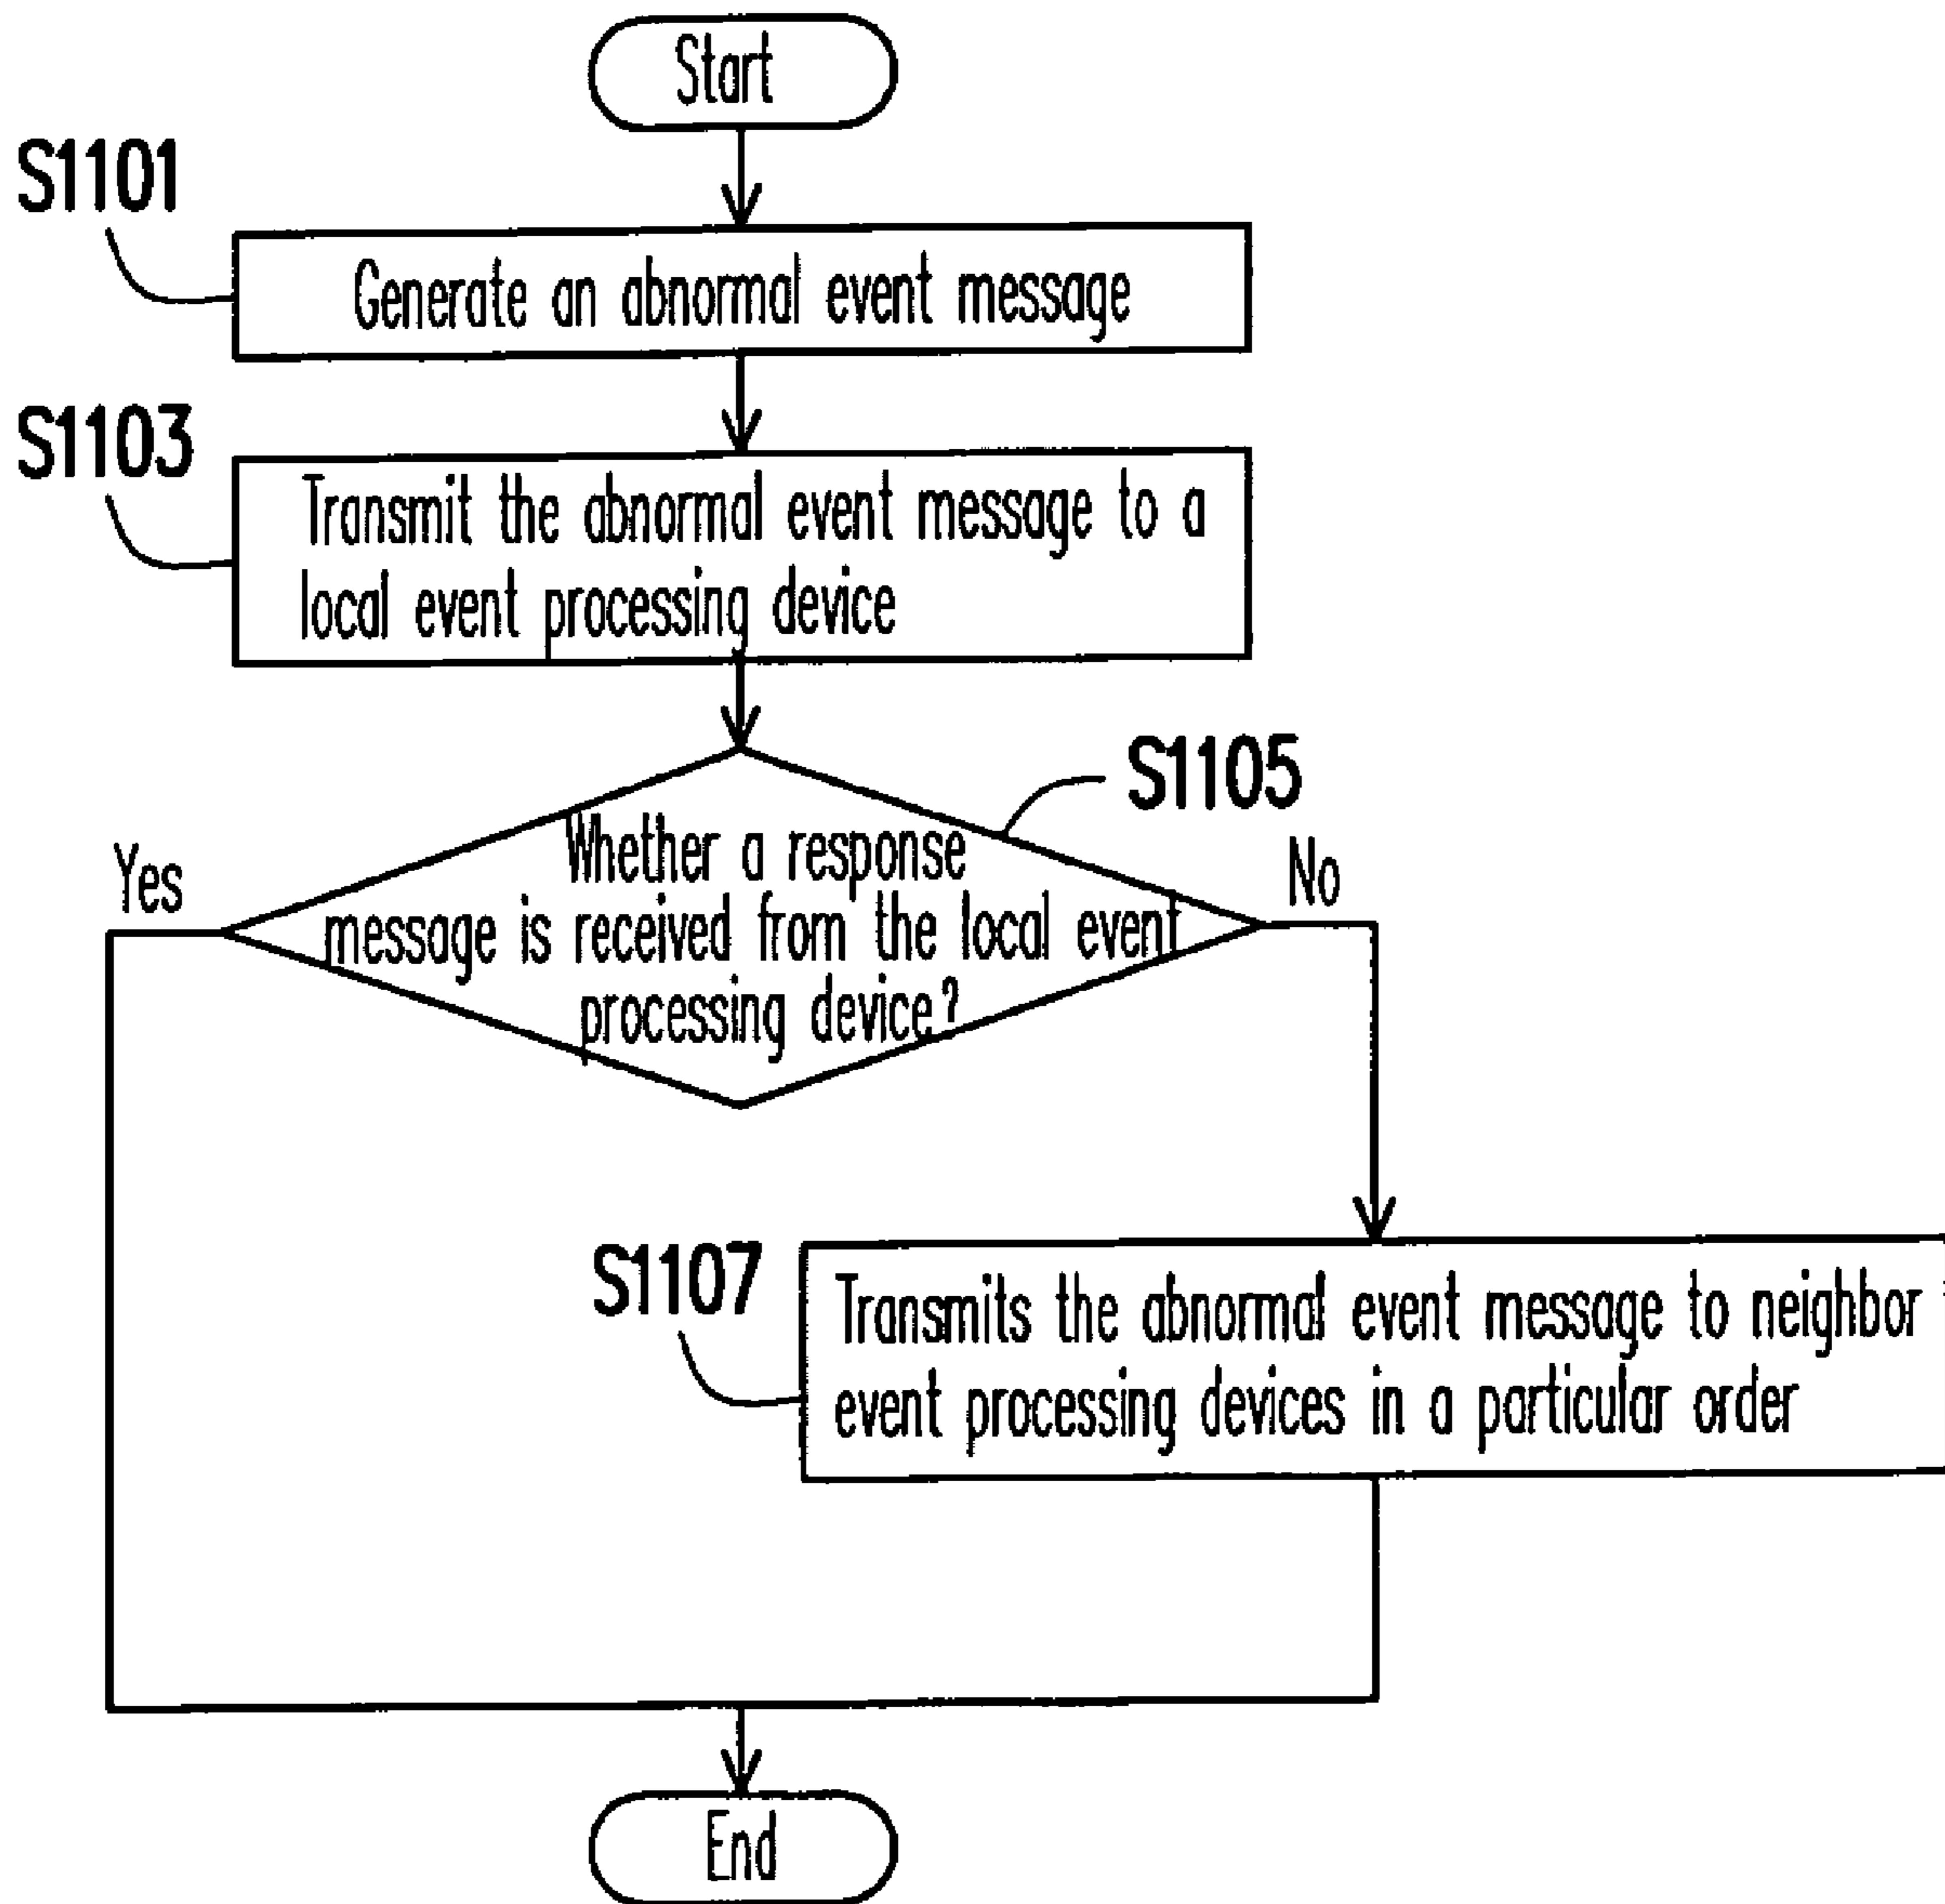 Start
S1101
Generate an abnormal event message
S1103
Transmit the abnormal event message to a
local event processing device
S1105
Whether a response
message is received from the local event
processing device?
Yes
No
S1107
Transmits the abnormal event message to neighbor
event processing devices in a particular order
End